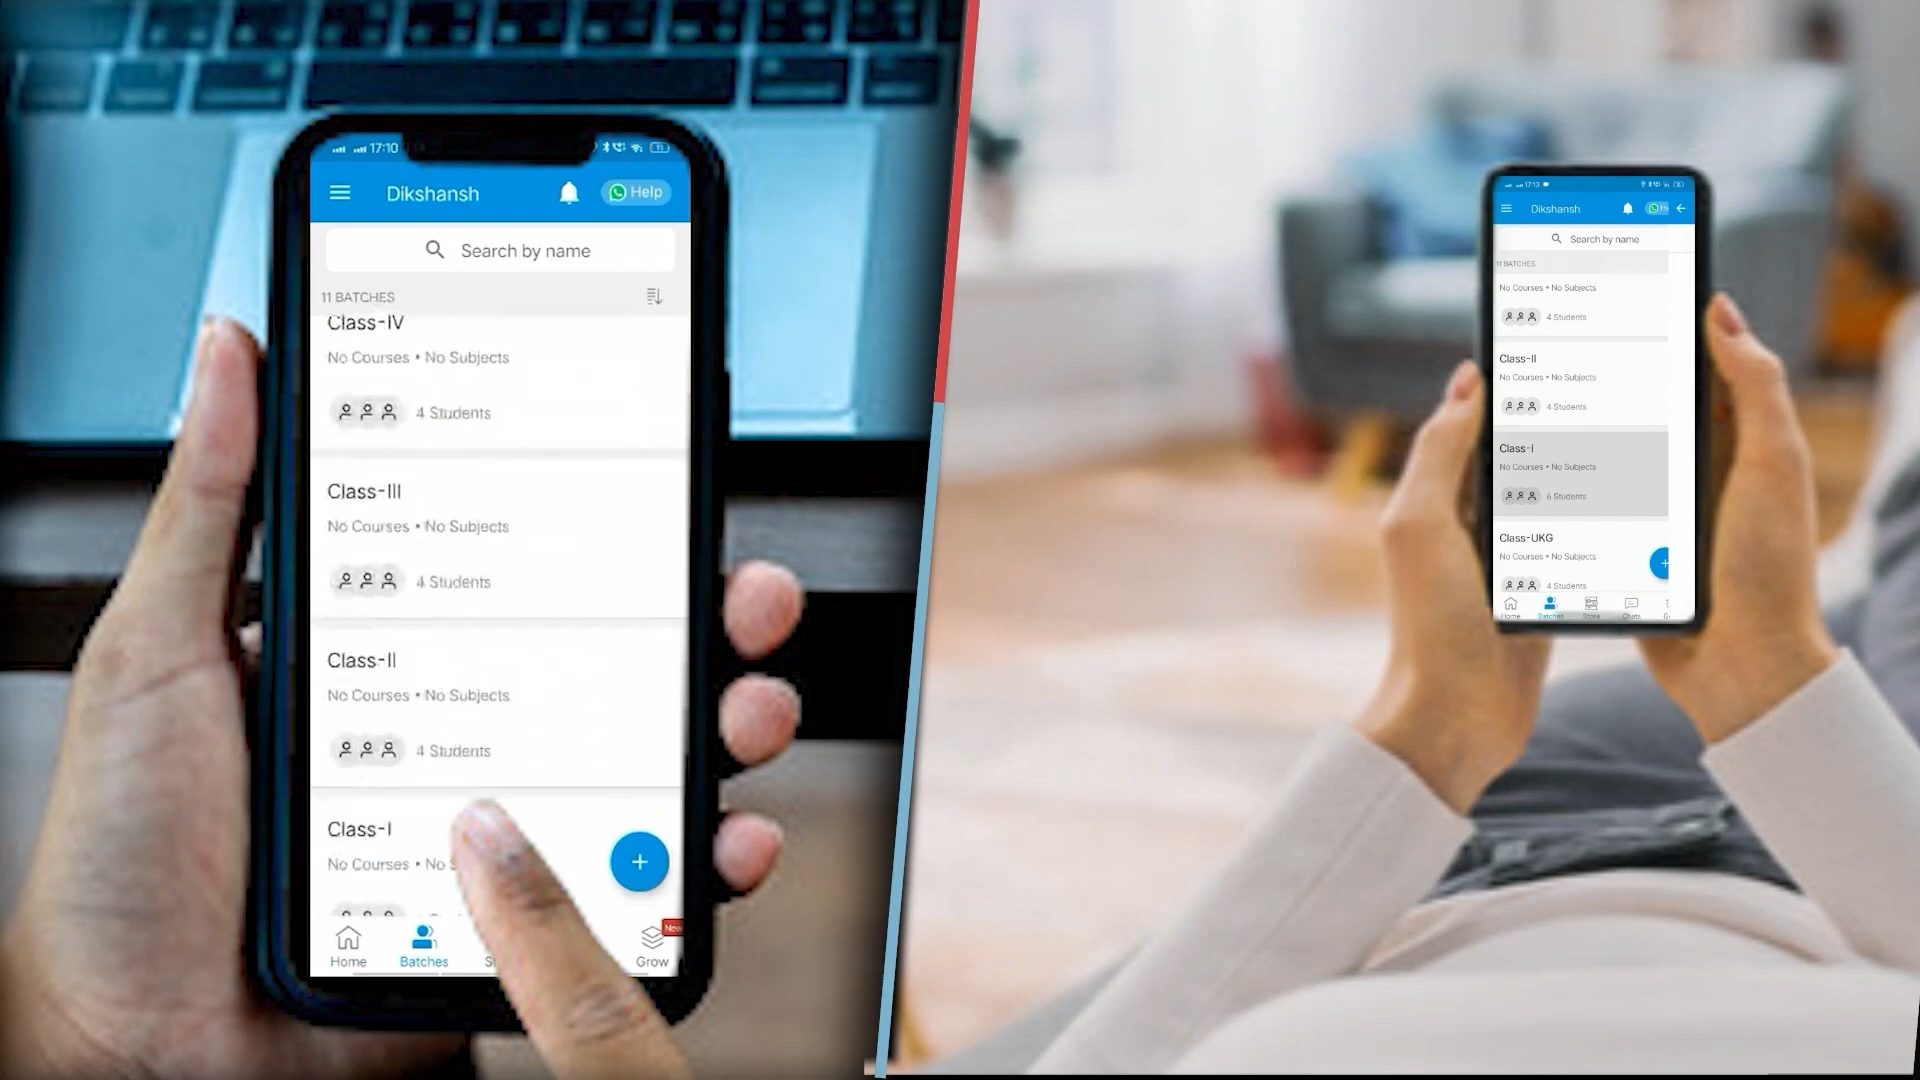 17:10
Dikshansh
Help
Search by name
11 BATCHES
Class-IV
No Courses • No Subjects
4 Students
Class-III
No Courses • No Subjects
4 Students
Class-II
No Courses • No Subjects
4 Students
Class-I
No Courses • No
New
Home
Batches
Grow
17:13
Dikshansh
Search by name
11 BATCHES
No Courses • No Subjects
4 Students
Class-II
No Courses • No Subjects
4 Students
Class-I
No Courses • No Subjects
6 Students
Class-UKG
No Courses • No Subjects
4 Students
Home
Batches
Store
Chats